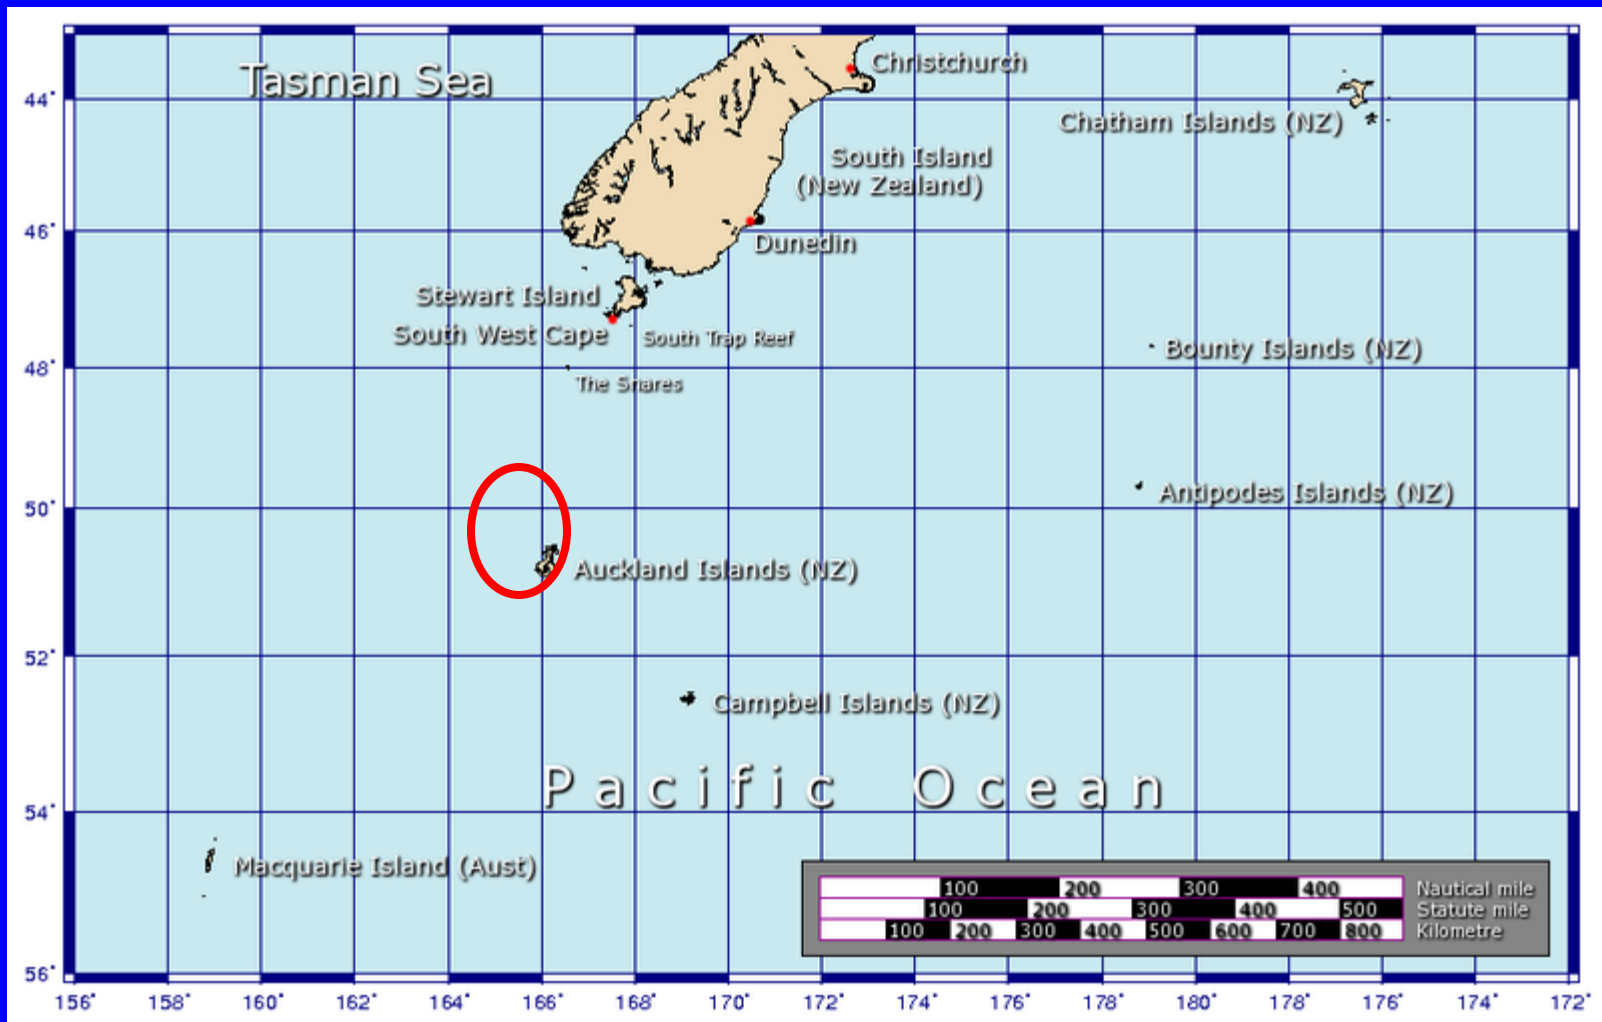 Tasman Sea
Christchurch
44°
Chatham Islands (NZ)
South Island
(New Zealand)
46°
Dunedin
Stewart Island
South West Cape
South Trap Reef
Bounty Islands (NZ)
48°
The Snares
Antipodes Islands (NZ)
50°
Auckland Islands (NZ)
52°
Campbell Islands (NZ)
Pacific Ocean
54°
Macquarie Island (Aust)
100 200 300 400 Nautical mile
100 200 300 400 500 Statute mile
100 200 300 400 500 600 700 800 Kilometre
56°
156° 158° 160° 162° 164° 166° 168° 170° 172° 174° 176° 178° 180° 178° 176° 174° 172°